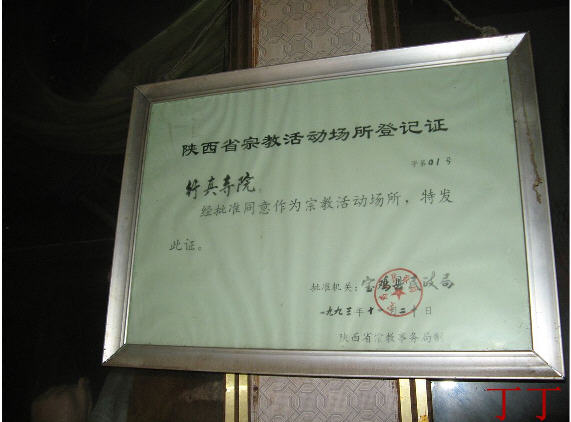 陕西省宗教活动场所登记证
字第01号
行真寺院。
经批准同意作为宗教活动场所，特发
此证。
批准机关：宝鸡县民政局
一九九三年十一月二十日
陕西省宗教事务局制
丁丁